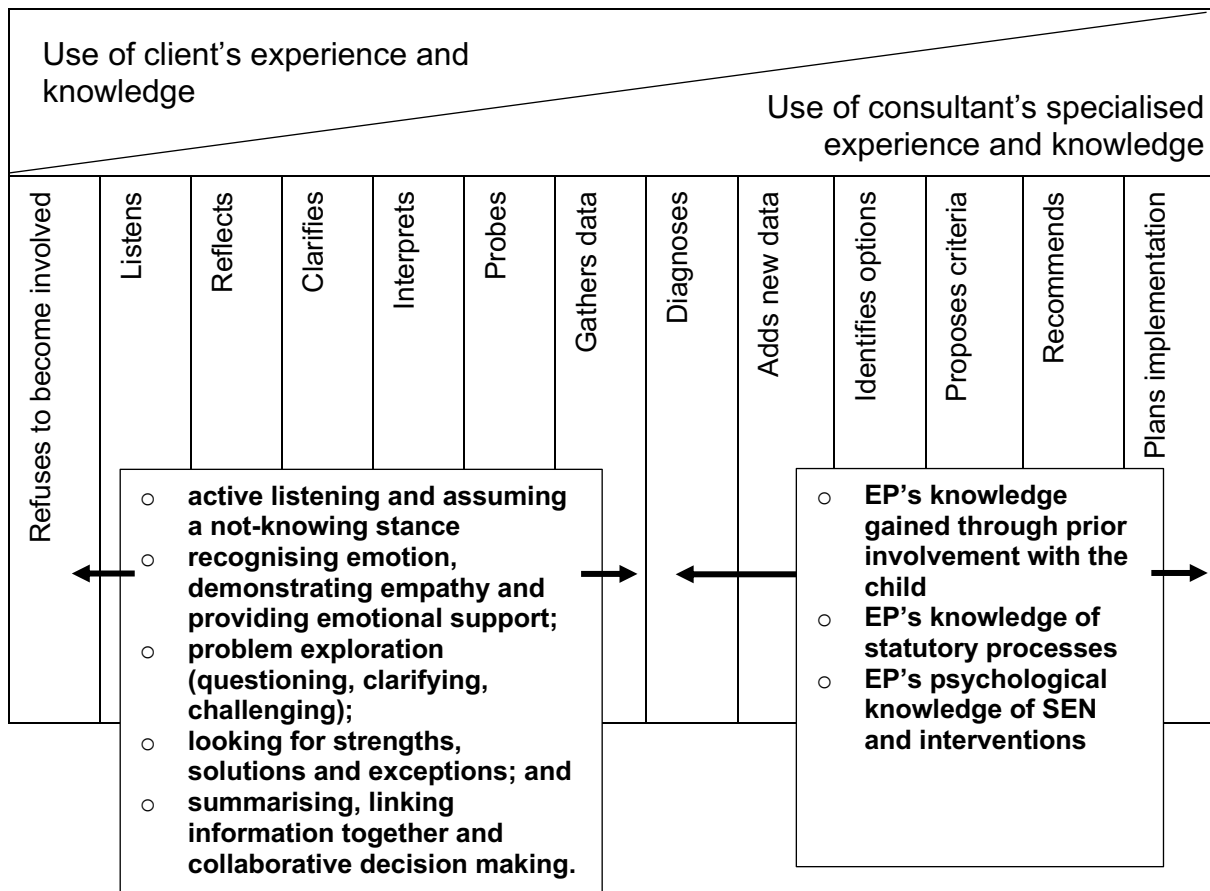 Use of client’s experience and
knowledge
Use of consultant’s specialised
experience and knowledge
Refuses to become involved
Listens
Reflects
Clarifies
Interprets
Probes
Gathers data
Diagnoses
Adds new data
Identifies options
Proposes criteria
Recommends
Plans implementation
○ active listening and assuming
a not-knowing stance
○ recognising emotion,
demonstrating empathy and
providing emotional support;
○ problem exploration
(questioning, clarifying,
challenging);
○ looking for strengths,
solutions and exceptions; and
○ summarising, linking
information together and
collaborative decision making.
○ EP’s knowledge
gained through prior
involvement with the
child
○ EP’s knowledge of
statutory processes
○ EP’s psychological
knowledge of SEN
and interventions